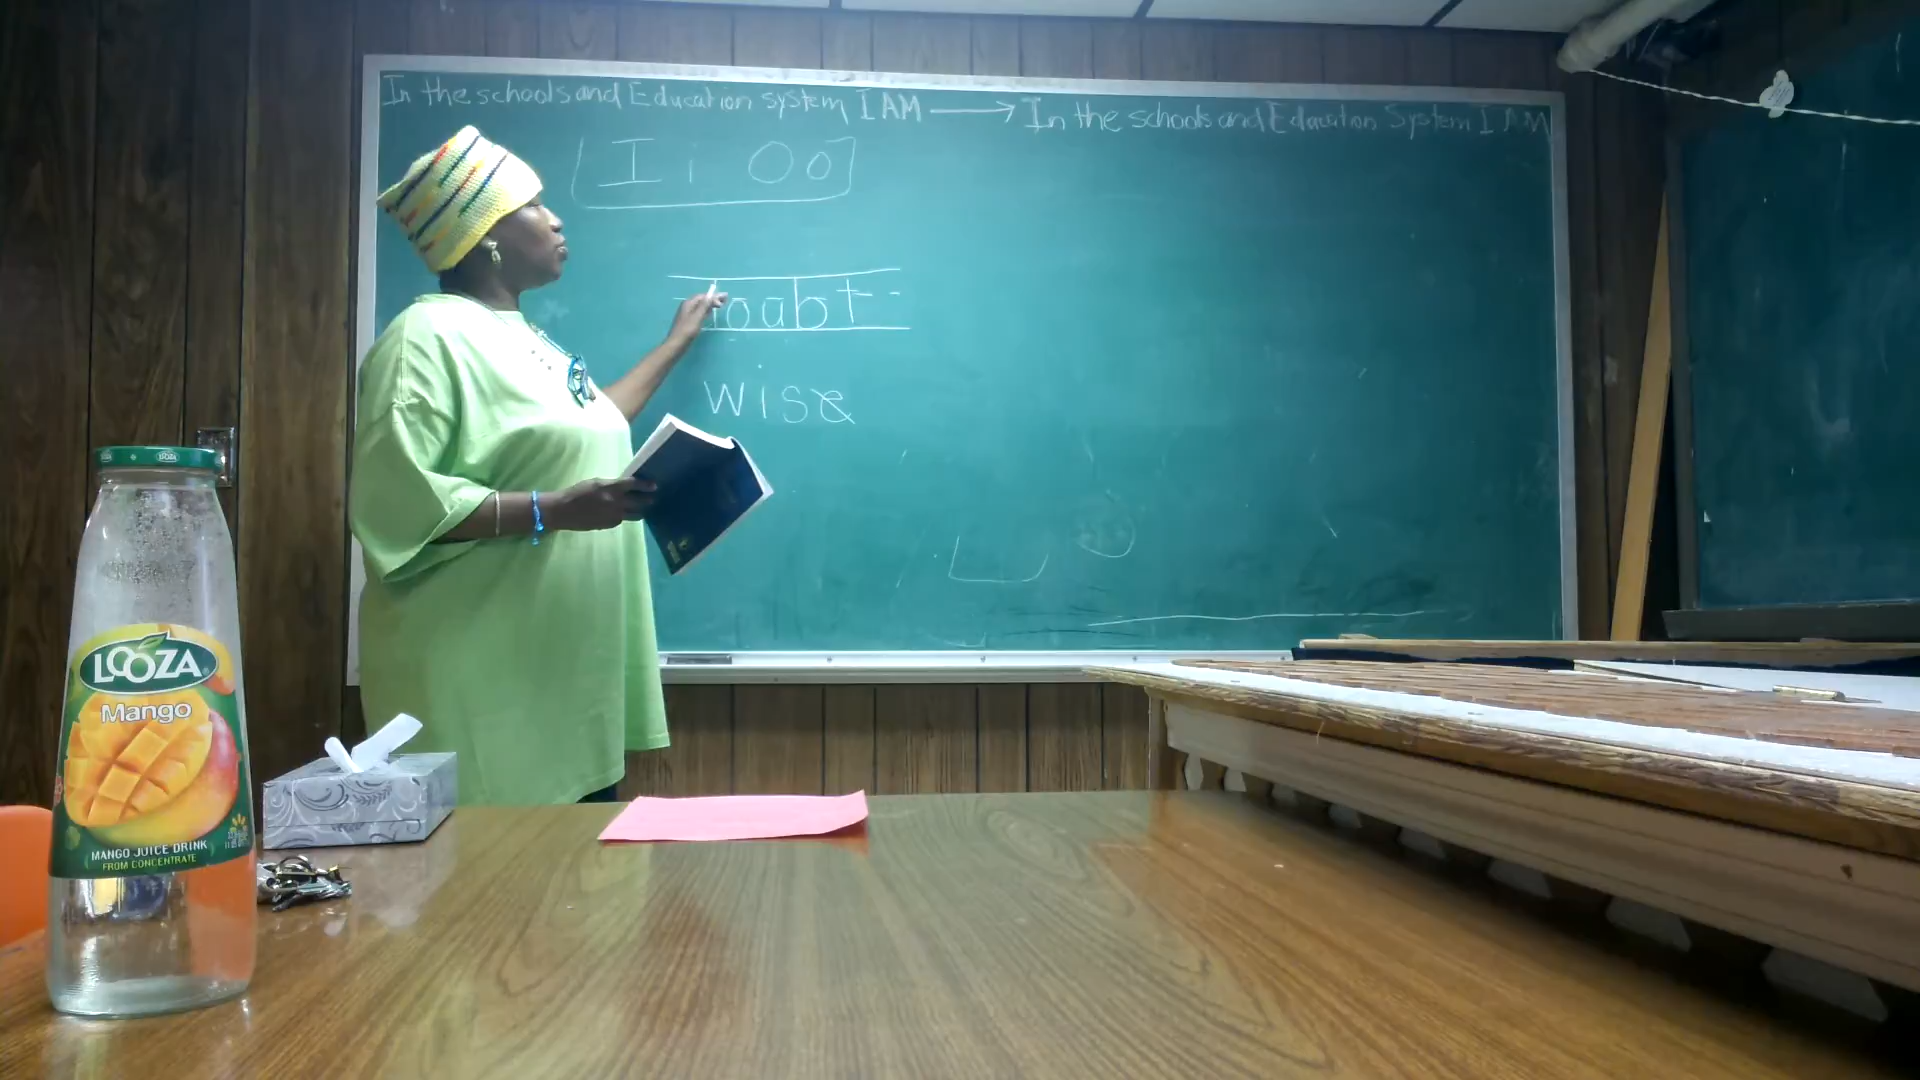 In the schools and Education system I AM → In the schools and Education System I AM
I i O o
doubt
wise
LOOZA
Mango
MANGO JUICE DRINK
FROM CONCENTRATE